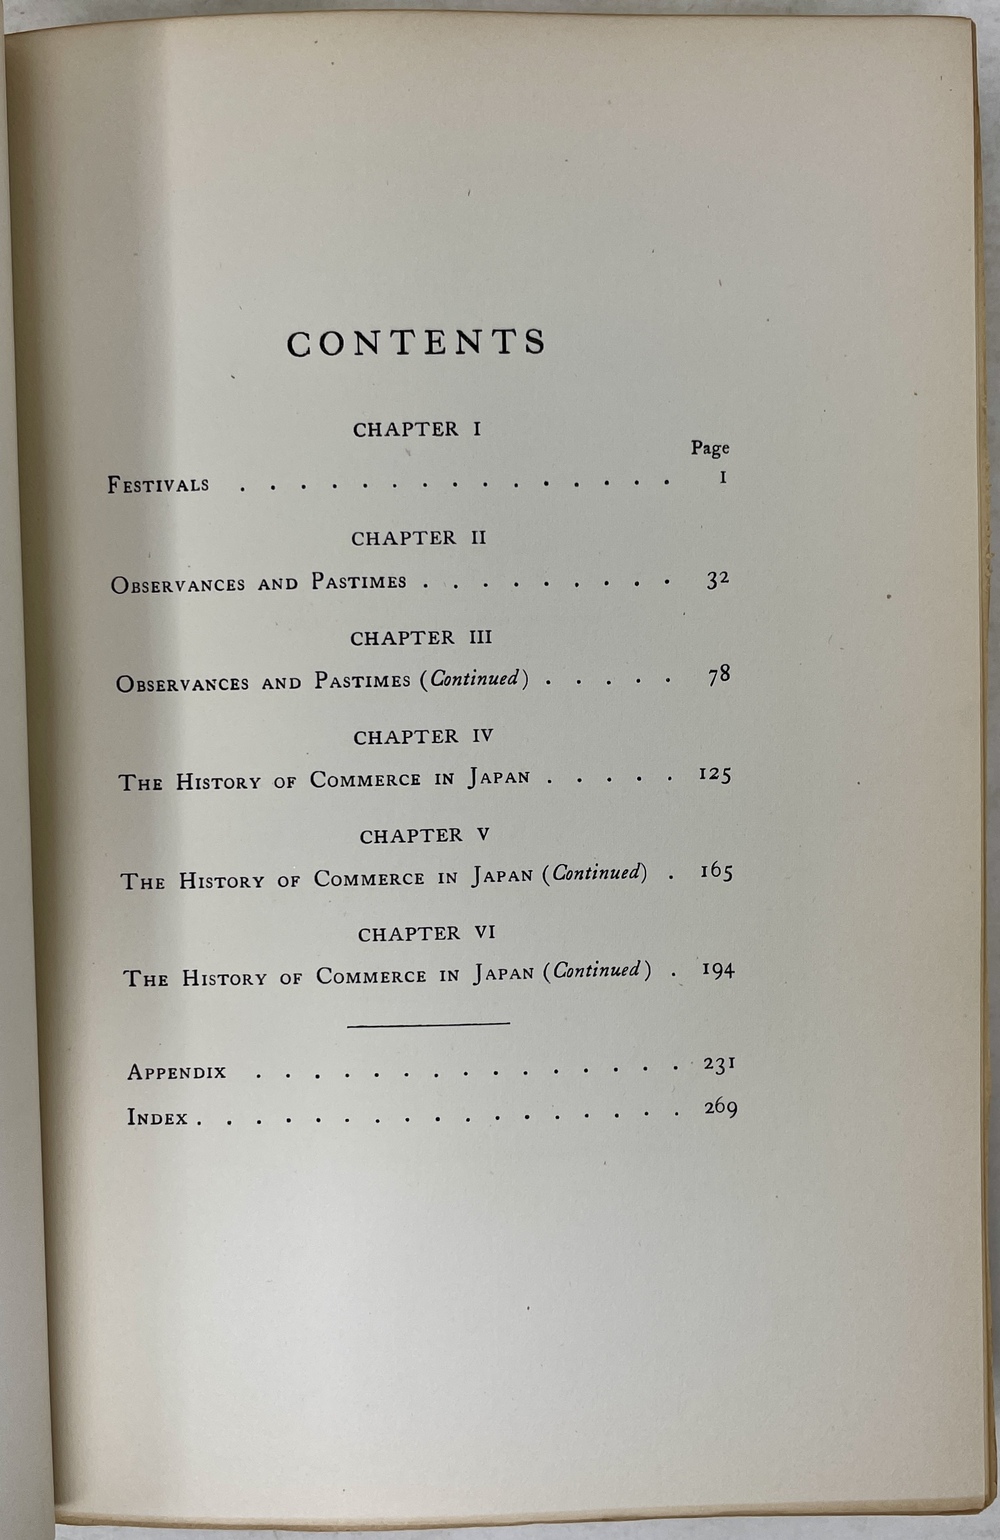 CONTENTS
CHAPTER I
Page
FESTIVALS . . . . . . . . . . . . . . . 1
CHAPTER II
OBSERVANCES AND PASTIMES . . . . . . . . . 32
CHAPTER III
OBSERVANCES AND PASTIMES (Continued) . . . . . 78
CHAPTER IV
THE HISTORY OF COMMERCE IN JAPAN . . . . . 125
CHAPTER V
THE HISTORY OF COMMERCE IN JAPAN (Continued) . 165
CHAPTER VI
THE HISTORY OF COMMERCE IN JAPAN (Continued) . 194
APPENDIX . . . . . . . . . . . . . . . 231
INDEX . . . . . . . . . . . . . . . . . 269